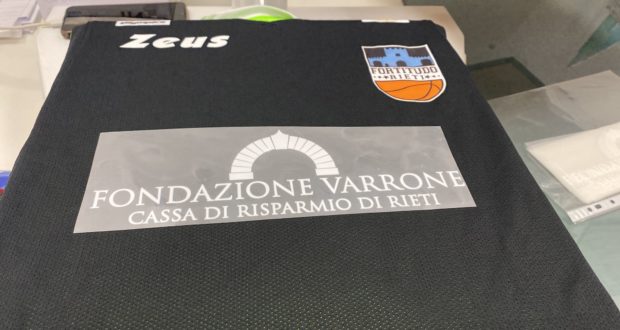 Zeus
FORTITUDO
RIETI
FONDAZIONE VARRONE
CASSA DI RISPARMIO DI RIETI